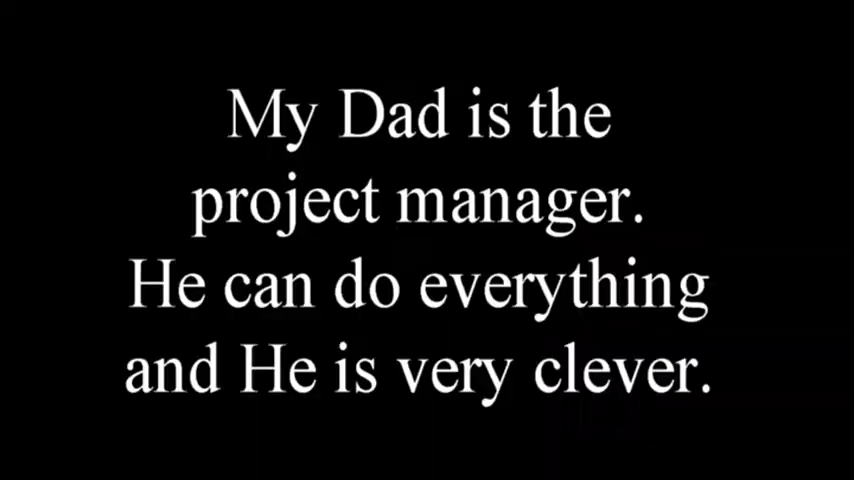 My Dad is the
project manager.
He can do everything
and He is very clever.